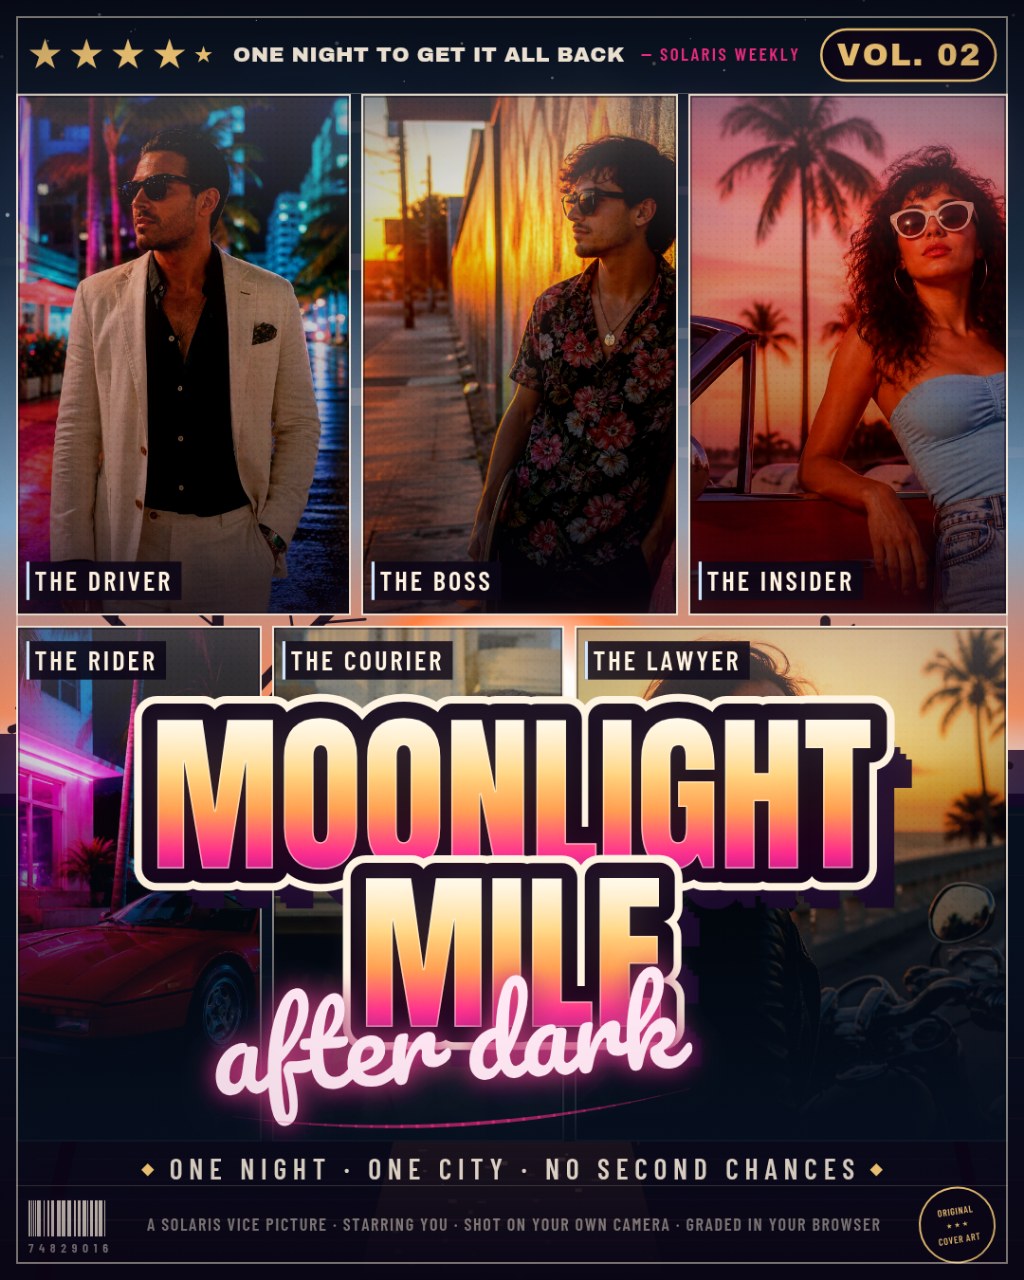 ONE NIGHT TO GET IT ALL BACK — SOLARIS WEEKLY VOL. 02
THE DRIVER
THE BOSS
THE INSIDER
THE RIDER
THE COURIER
THE LAWYER
MOONLIGHT
MILE
after dark
ONE NIGHT · ONE CITY · NO SECOND CHANCES
A SOLARIS VICE PICTURE · STARRING YOU · SHOT ON YOUR OWN CAMERA · GRADED IN YOUR BROWSER
74829016
ORIGINAL
COVER ART